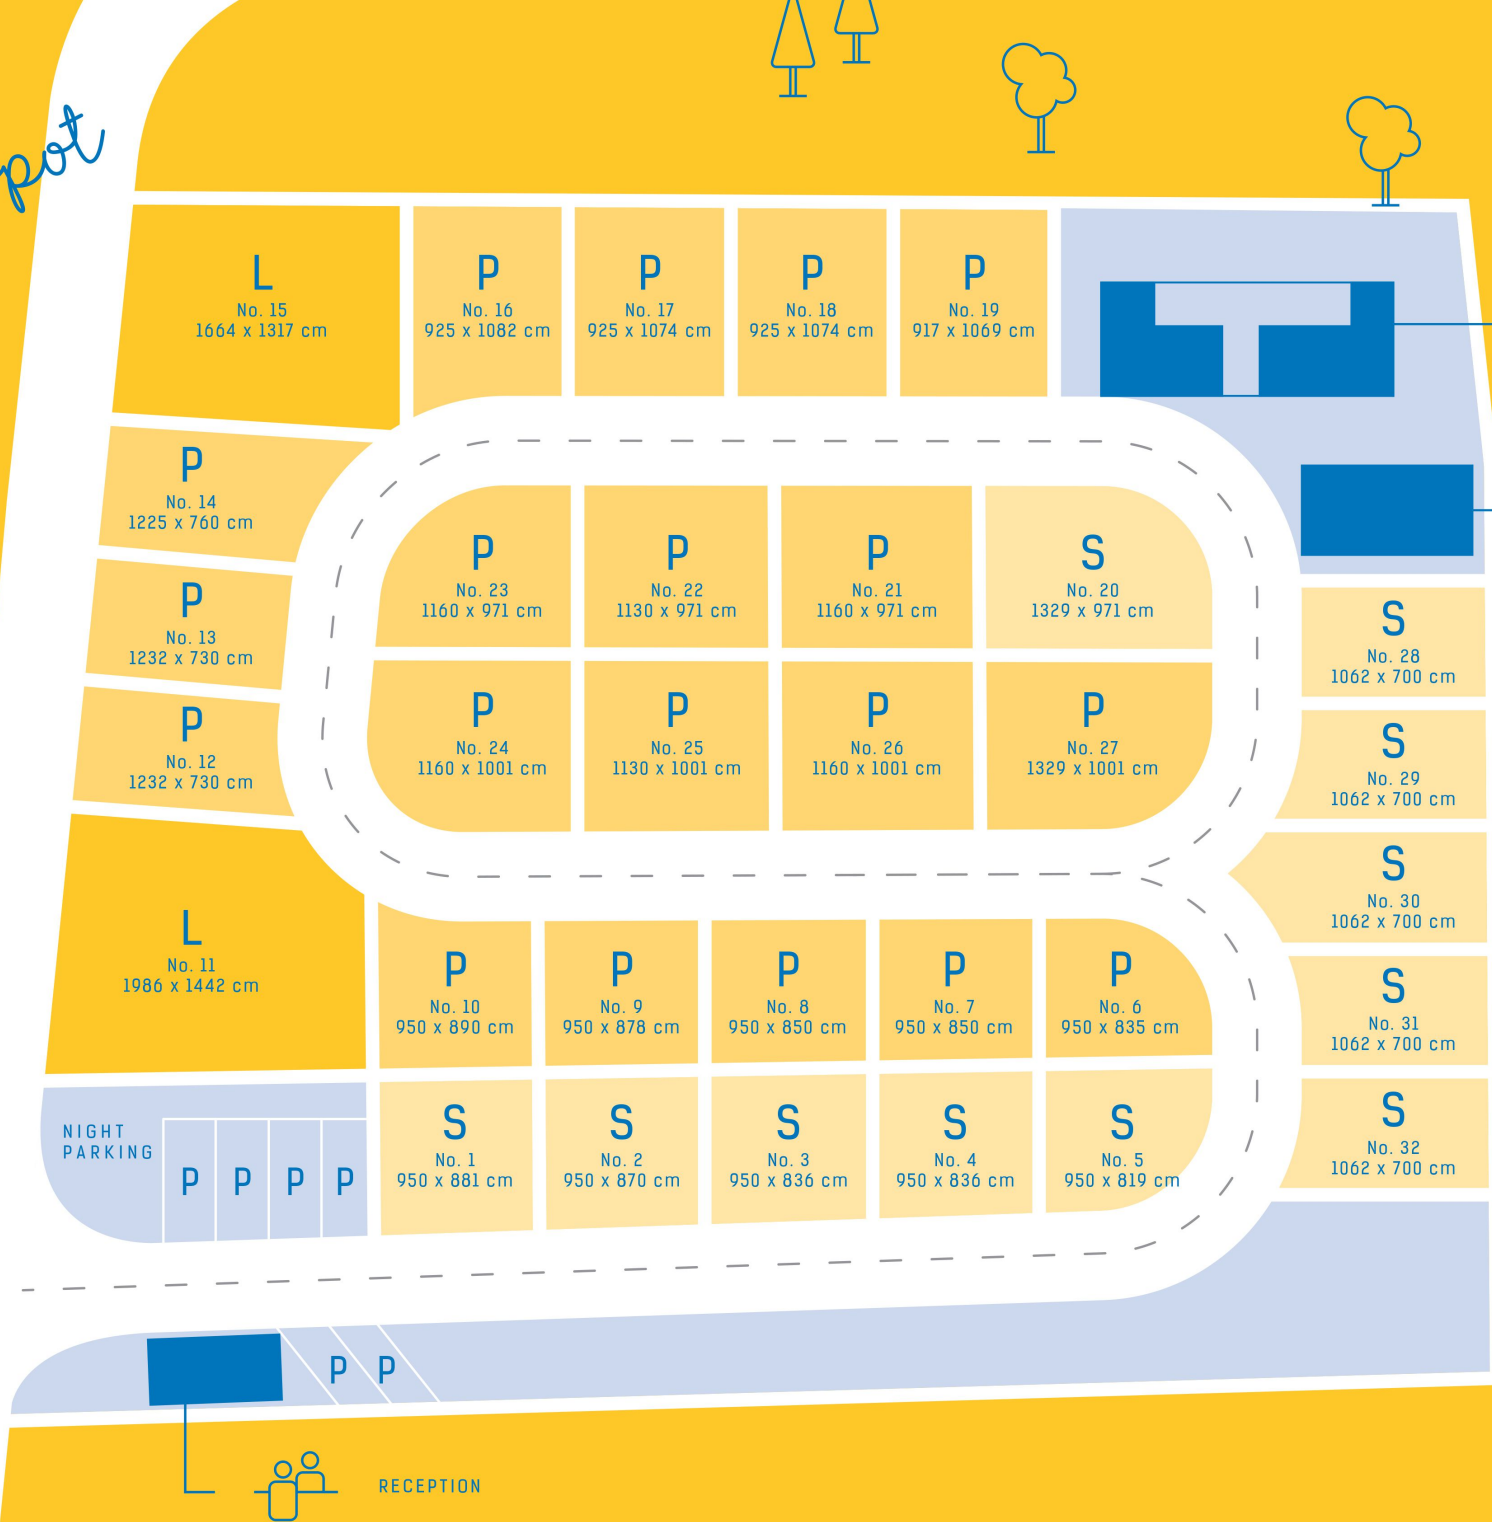 pot
L
No. 15
1664 x 1317 cm
P
No. 16
925 x 1082 cm
P
No. 17
925 x 1074 cm
P
No. 18
925 x 1074 cm
P
No. 19
917 x 1069 cm
P
No. 14
1225 x 760 cm
P
No. 13
1232 x 730 cm
P
No. 12
1232 x 730 cm
P
No. 23
1160 x 971 cm
P
No. 22
1130 x 971 cm
P
No. 21
1160 x 971 cm
S
No. 20
1329 x 971 cm
P
No. 24
1160 x 1001 cm
P
No. 25
1130 x 1001 cm
P
No. 26
1160 x 1001 cm
P
No. 27
1329 x 1001 cm
S
No. 28
1062 x 700 cm
S
No. 29
1062 x 700 cm
S
No. 30
1062 x 700 cm
S
No. 31
1062 x 700 cm
S
No. 32
1062 x 700 cm
L
No. 11
1986 x 1442 cm
P
No. 10
950 x 890 cm
P
No. 9
950 x 878 cm
P
No. 8
950 x 850 cm
P
No. 7
950 x 850 cm
P
No. 6
950 x 835 cm
S
No. 1
950 x 881 cm
S
No. 2
950 x 870 cm
S
No. 3
950 x 836 cm
S
No. 4
950 x 836 cm
S
No. 5
950 x 819 cm
NIGHT
PARKING
P P P P
P P
RECEPTION